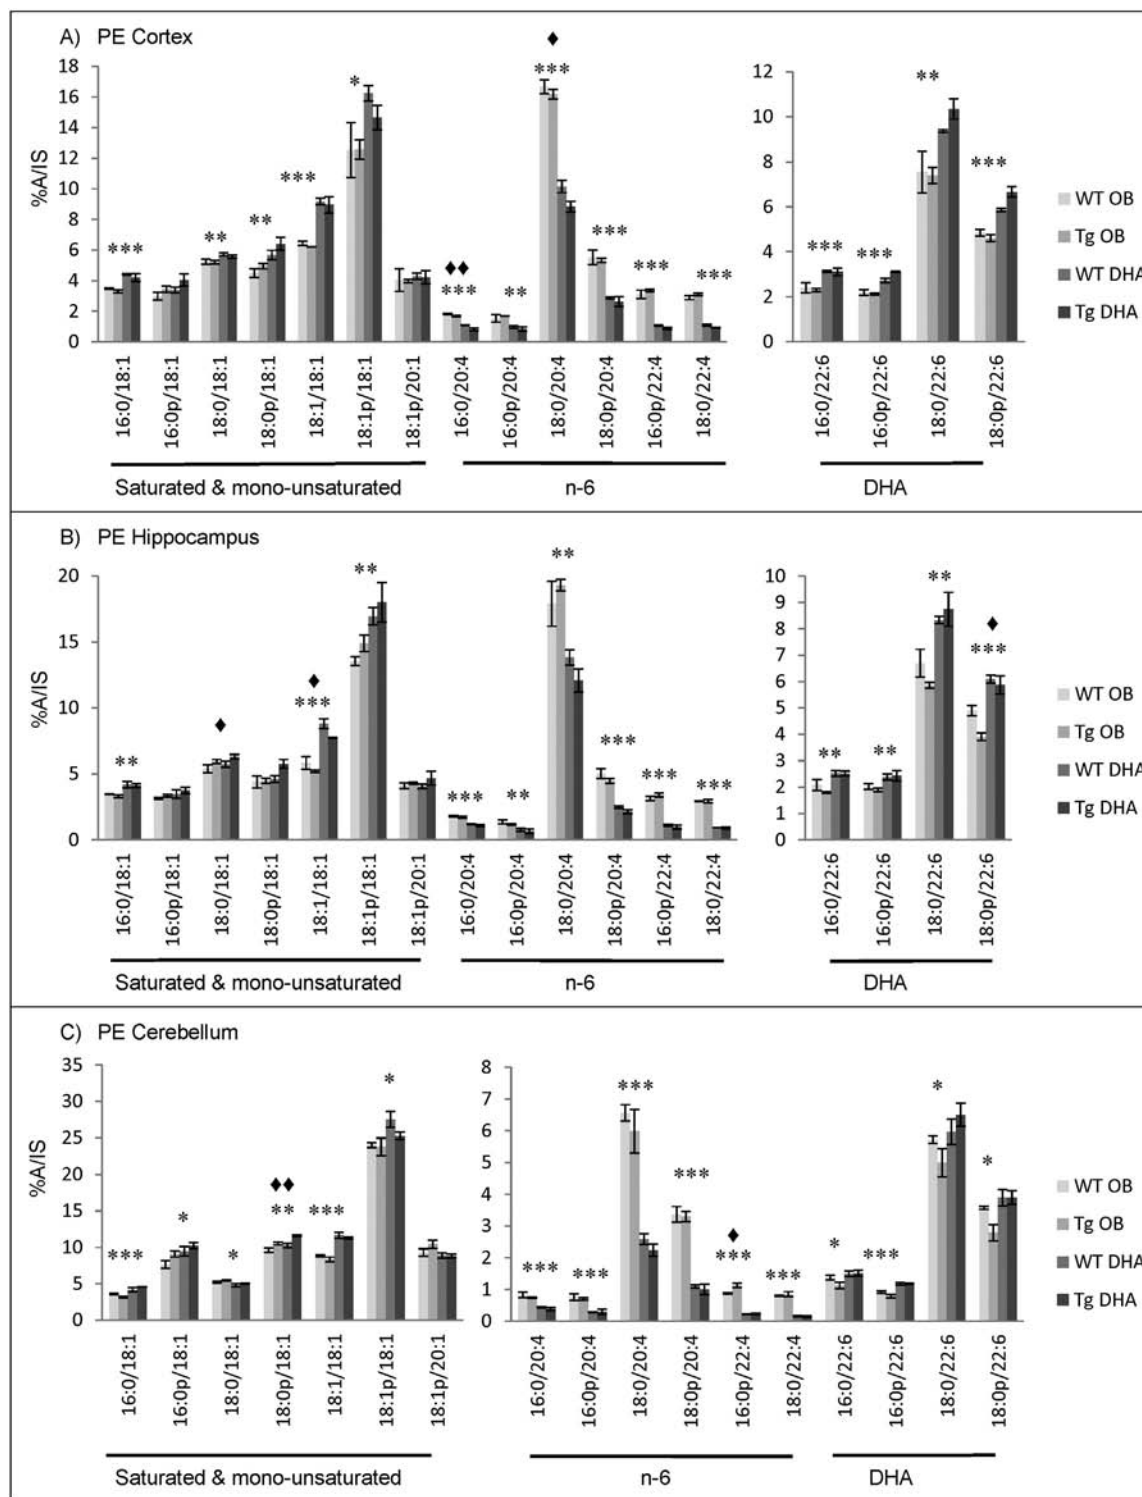 A) PE Cortex
%A/IS
18
16
14
12
10
8
6
4
2
0
***
**
**
***
*
♦♦
***
**
♦
***
***
***
***
16:0/18:1
16:0p/18:1
18:0/18:1
18:0p/18:1
18:1/18:1
18:1p/18:1
18:1p/20:1
16:0/20:4
16:0p/20:4
18:0/20:4
18:0p/20:4
16:0p/22:4
18:0/22:4
Saturated & mono-unsaturated
n-6
12
10
8
6
4
2
0
***
***
**
***
16:0/22:6
16:0p/22:6
18:0/22:6
18:0p/22:6
DHA
WT OB
Tg OB
WT DHA
Tg DHA
B) PE Hippocampus
%A/IS
20
15
10
5
0
**
♦
♦
***
**
***
**
**
***
***
***
16:0/18:1
16:0p/18:1
18:0/18:1
18:0p/18:1
18:1/18:1
18:1p/18:1
18:1p/20:1
16:0/20:4
16:0p/20:4
18:0/20:4
18:0p/20:4
16:0p/22:4
18:0/22:4
Saturated & mono-unsaturated
n-6
10
9
8
7
6
5
4
3
2
1
0
**
**
**
♦
***
16:0/22:6
16:0p/22:6
18:0/22:6
18:0p/22:6
DHA
WT OB
Tg OB
WT DHA
Tg DHA
C) PE Cerebellum
%A/IS
35
30
25
20
15
10
5
0
***
*
*
♦♦
**
***
*
16:0/18:1
16:0p/18:1
18:0/18:1
18:0p/18:1
18:1/18:1
18:1p/18:1
18:1p/20:1
Saturated & mono-unsaturated
8
7
6
5
4
3
2
1
0
***
***
***
***
♦
***
***
*
***
*
*
16:0/20:4
16:0p/20:4
18:0/20:4
18:0p/20:4
16:0p/22:4
18:0/22:4
16:0/22:6
16:0p/22:6
18:0/22:6
18:0p/22:6
n-6
DHA
WT OB
Tg OB
WT DHA
Tg DHA